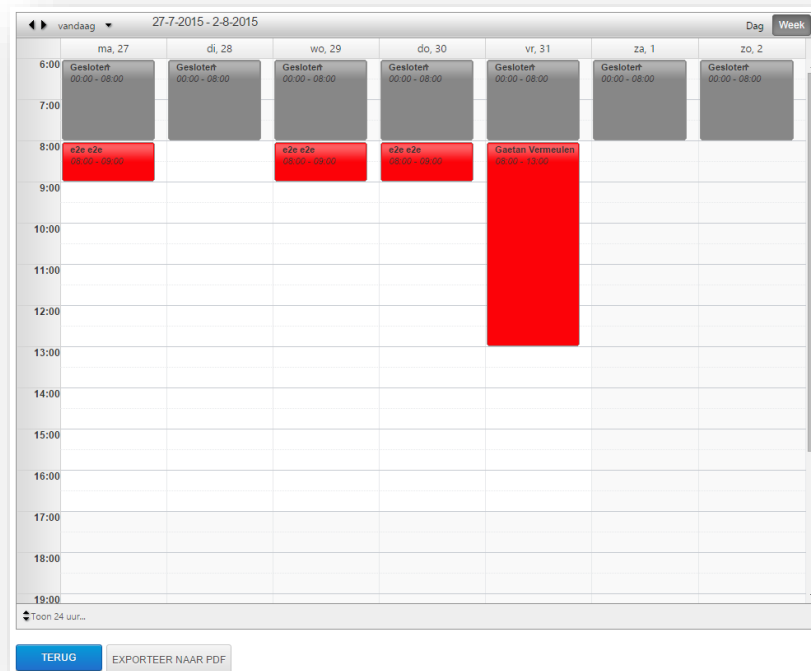 vandaag 27-7-2015 - 2-8-2015 Dag Week
ma, 27 di, 28 wo, 29 do, 30 vr, 31 za, 1 zo, 2
6:00 Gesloten Gesloten Gesloten Gesloten Gesloten Gesloten Gesloten
00:00 - 08:00 00:00 - 08:00 00:00 - 08:00 00:00 - 08:00 00:00 - 08:00 00:00 - 08:00 00:00 - 08:00
7:00
8:00 e2e e2e e2e e2e e2e e2e Gaetan Vermeulen
08:00 - 09:00 08:00 - 09:00 08:00 - 09:00 08:00 - 13:00
9:00
10:00
11:00
12:00
13:00
14:00
15:00
16:00
17:00
18:00
19:00
Toon 24 uur...
TERUG EXPORTEER NAAR PDF